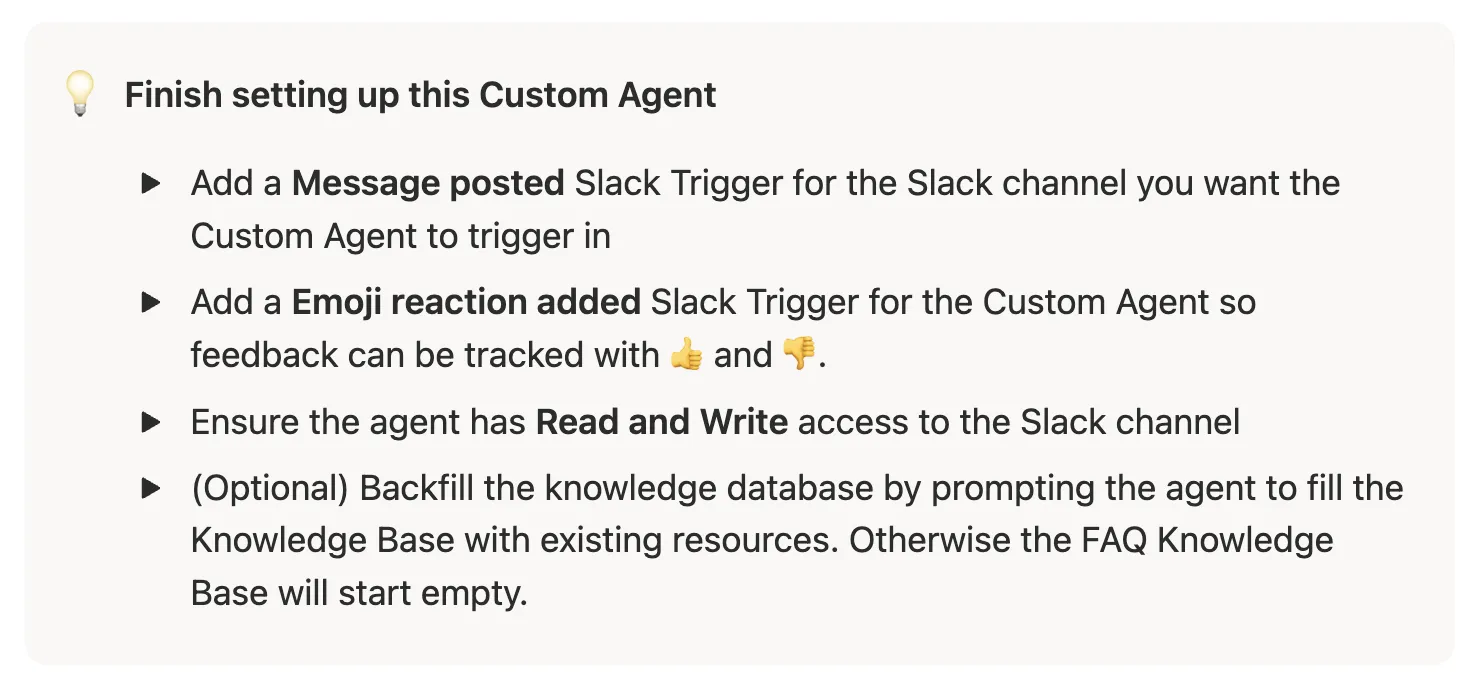 💡 Finish setting up this Custom Agent
▶ Add a Message posted Slack Trigger for the Slack channel you want the
Custom Agent to trigger in
▶ Add a Emoji reaction added Slack Trigger for the Custom Agent so
feedback can be tracked with 👍 and 👎.
▶ Ensure the agent has Read and Write access to the Slack channel
▶ (Optional) Backfill the knowledge database by prompting the agent to fill the
Knowledge Base with existing resources. Otherwise the FAQ Knowledge
Base will start empty.